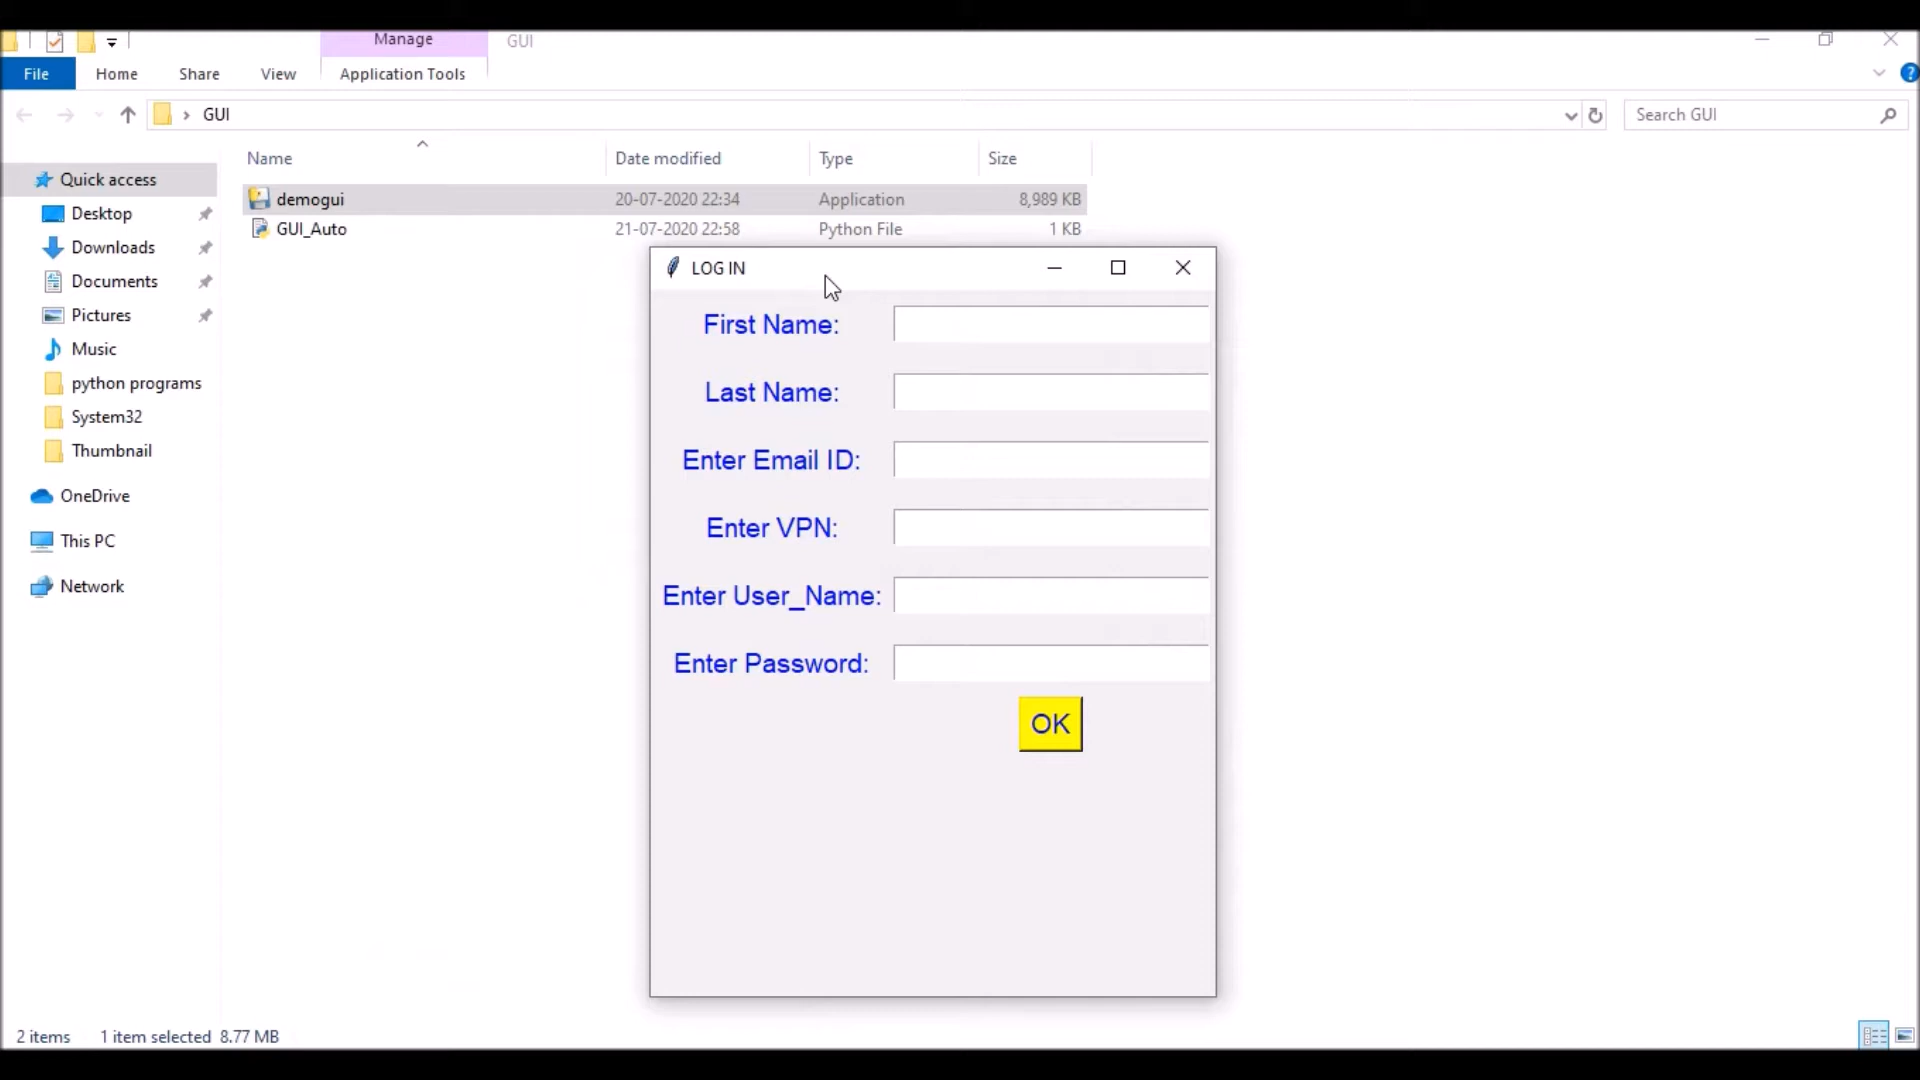 Manage GUI
File Home Share View Application Tools
GUI Search GUI
Name Date modified Type Size
Quick access
demogui 20-07-2020 22:34 Application 8,989 KB
Desktop
GUI_Auto 21-07-2020 22:58 Python File 1 KB
Downloads
LOG IN
Documents
Pictures
First Name:
Music
python programs
Last Name:
System32
Thumbnail
Enter Email ID:
OneDrive
Enter VPN:
This PC
Network
Enter User_Name:
Enter Password:
OK
2 items 1 item selected 8.77 MB